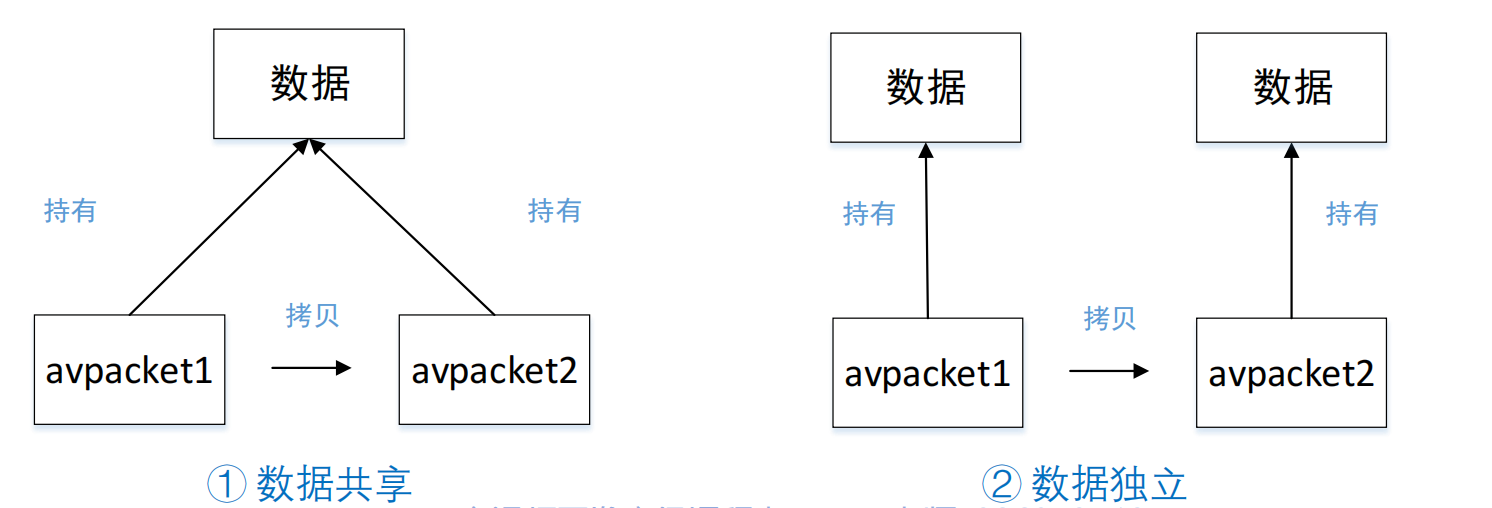 数据
数据
数据
持有
持有
持有
持有
拷贝
拷贝
avpacket1
avpacket2
avpacket1
avpacket2
① 数据共享
② 数据独立